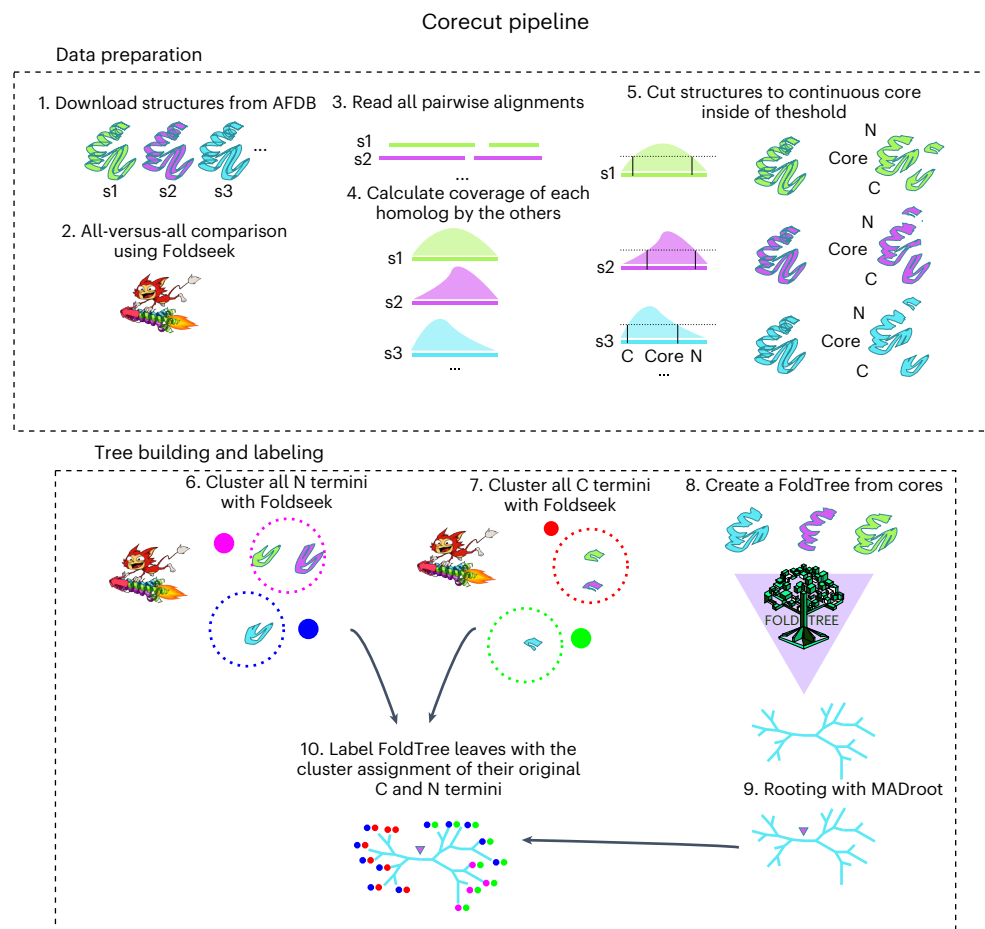 Corecut pipeline
Data preparation
1. Download structures from AFDB
...
s1
s2
s3
2. All-versus-all comparison
using Foldseek
3. Read all pairwise alignments
s1
s2
...
4. Calculate coverage of each
homolog by the others
s1
s2
s3
...
5. Cut structures to continuous core
inside of theshold
N
Core
s1
C
N
s2
Core
C
N
s3
Core
C Core N
C
...
Tree building and labeling
6. Cluster all N termini
with Foldseek
7. Cluster all C termini
with Foldseek
8. Create a FoldTree from cores
FOLD TREE
9. Rooting with MADroot
10. Label FoldTree leaves with the
cluster assignment of their original
C and N termini